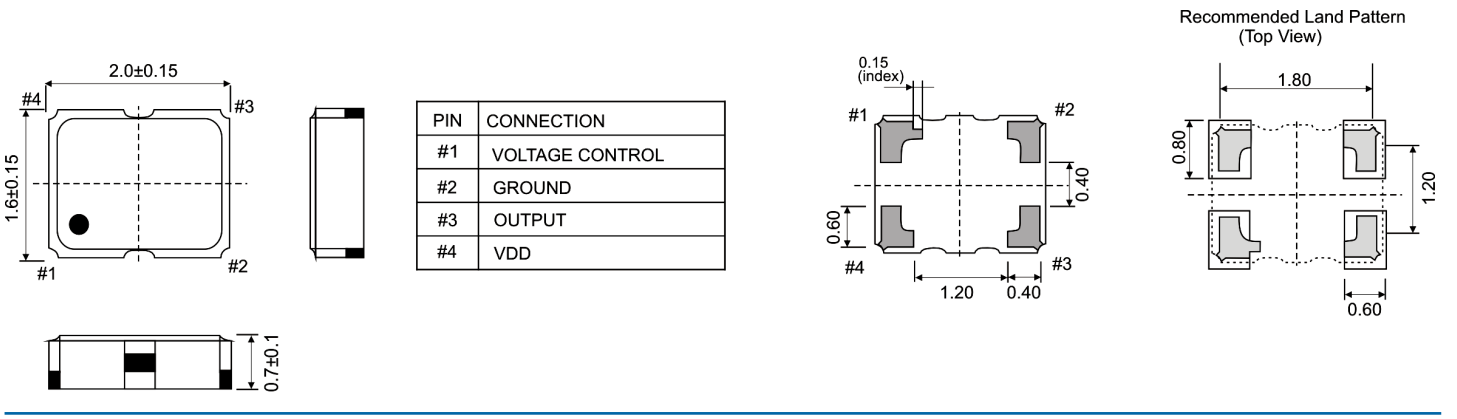 Recommended Land Pattern
(Top View)
2.0±0.15
#4
#3
1.6±0.15
#1
#2
PIN CONNECTION
#1 VOLTAGE CONTROL
#2 GROUND
#3 OUTPUT
#4 VDD
0.15
(index)
#1
#2
0.40
0.60
#4
#3
1.20
0.40
1.80
0.80
1.20
0.60
0.7±0.1